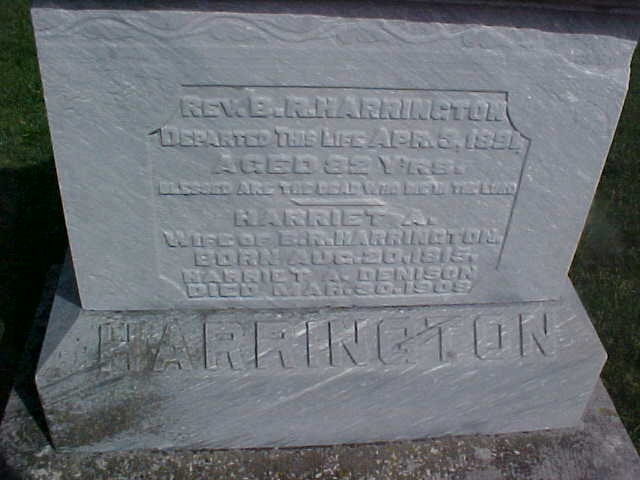 REV. B. R. HARRINGTON
DEPARTED THIS LIFE APR. 3, 1891,
AGED 82 Y'RS.
BLESSED ARE THE DEAD WHO DIE IN THE LORD
HARRIET A.
WIFE OF B. R. HARRINGTON,
BORN AUG. 20, 1815.
HARRIET A. DENISON
DIED MAR. 30, 1909
HARRINGTON